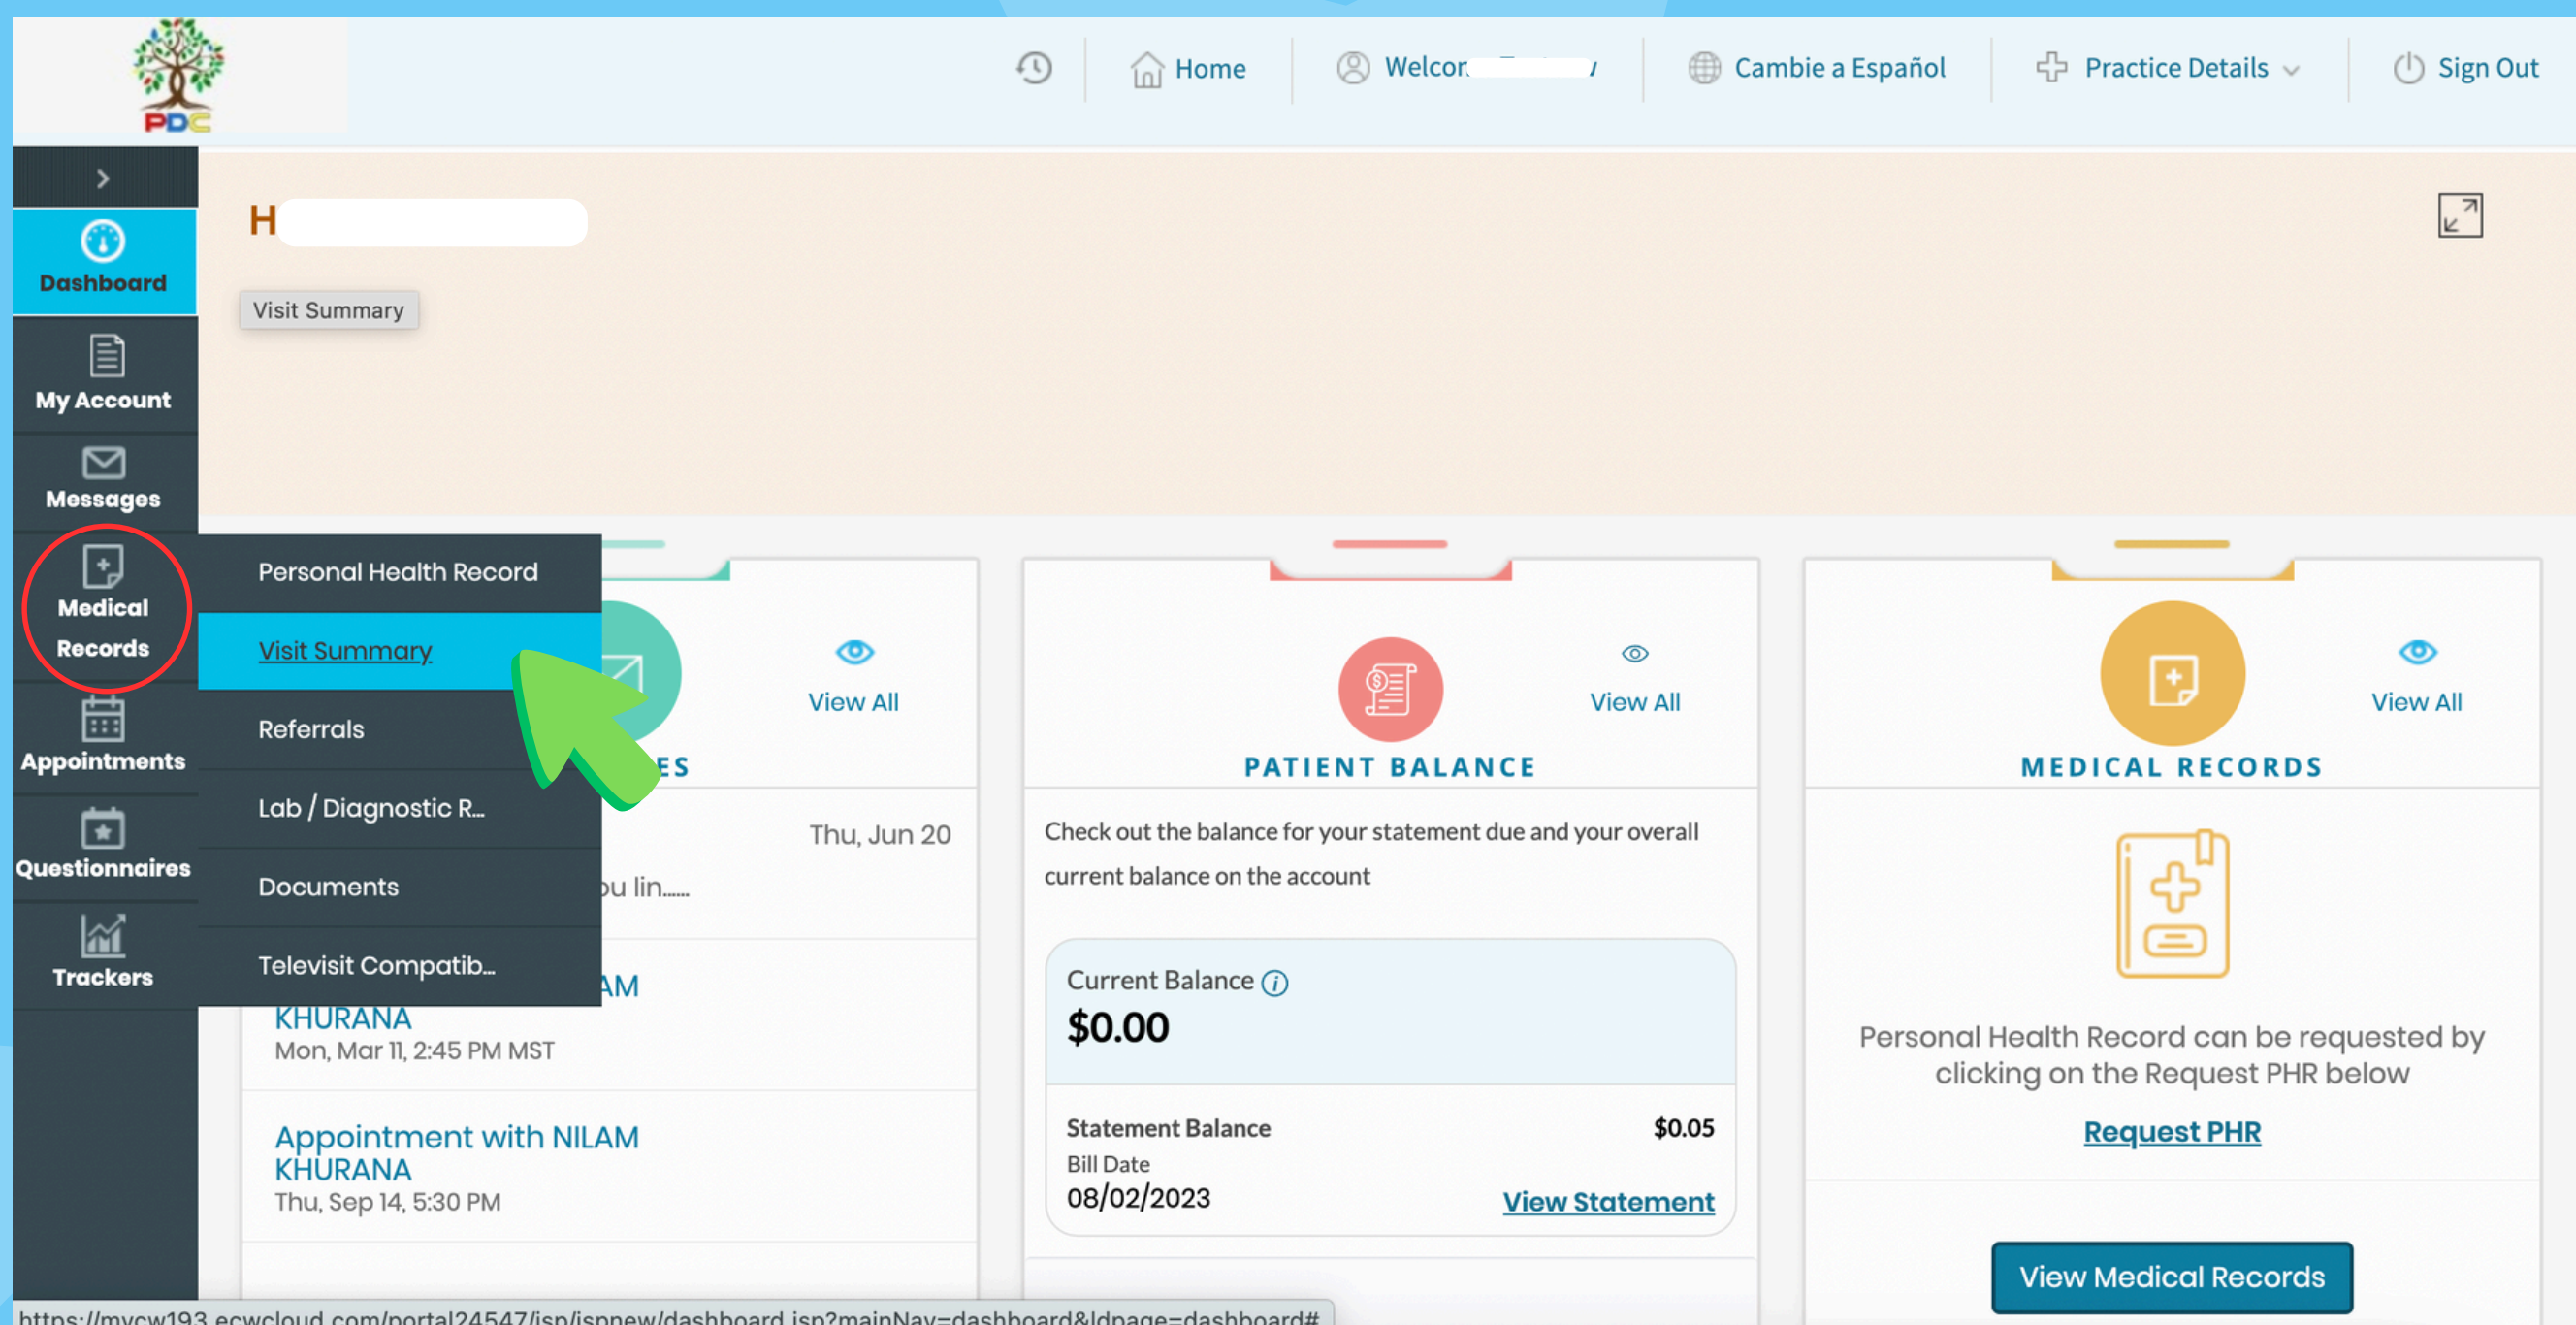 PDC
Home
Cambie a Español
Practice Details
Sign Out
Dashboard
My Account
Messages
Medical
Records
Appointments
Questionnaires
Trackers
H
Visit Summary
Personal Health Record
Visit Summary
Referrals
Lab / Diagnostic R...
Documents
Televisit Compatib...
View All
Thu, Jun 20
lin......
KHURANA
Mon, Mar 11, 2:45 PM MST
Appointment with NILAM
KHURANA
Thu, Sep 14, 5:30 PM
View All
PATIENT BALANCE
Check out the balance for your statement due and your overall
current balance on the account
Current Balance i
$0.00
Statement Balance $0.05
Bill Date
08/02/2023
View Statement
View All
MEDICAL RECORDS
Personal Health Record can be requested by
clicking on the Request PHR below
Request PHR
View Medical Records
https://mycw193.ecwcloud.com/portal24547/jsp/jspnew/dashboard.jsp?mainNav=dashboard&ldpage=dashboard#